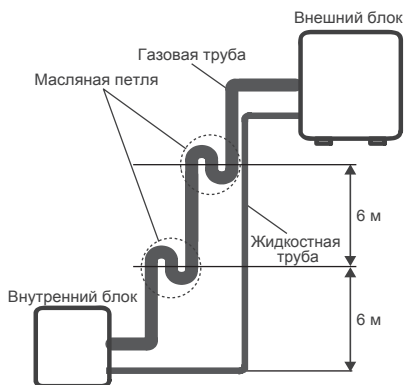 Внешний блок
Газовая труба
Масляная петля
6 м
Жидкостная
труба
Внутренний блок
6 м